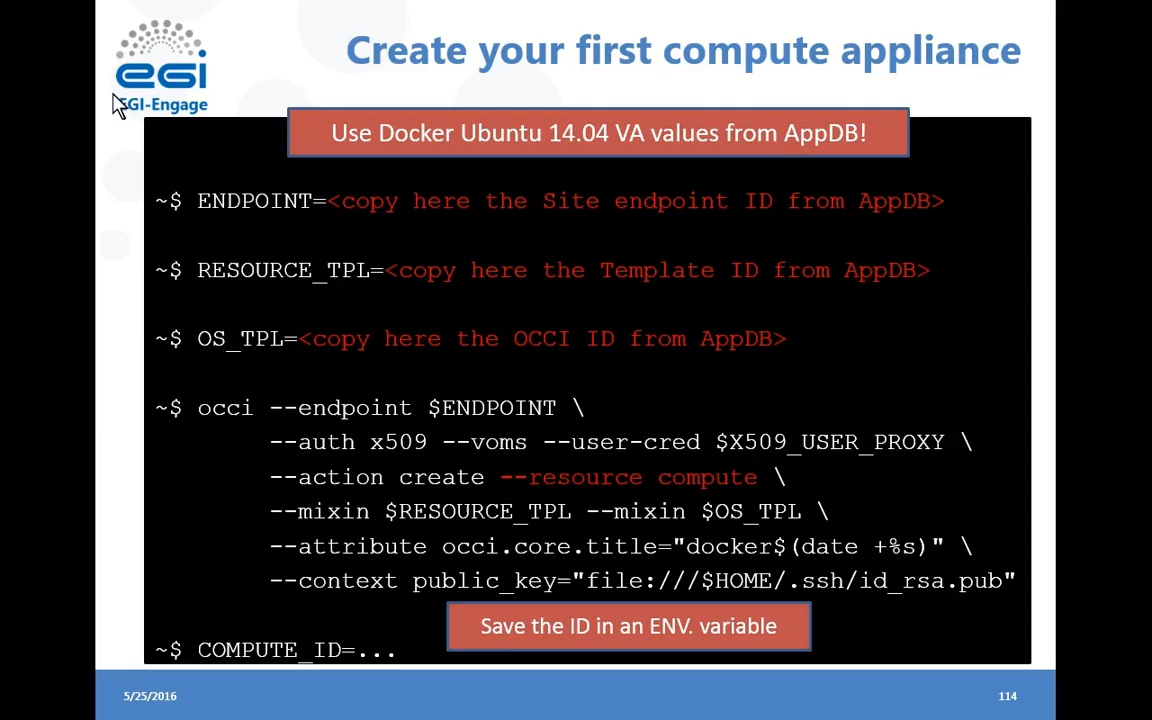 Create your first compute appliance
egi
EGI-Engage
Use Docker Ubuntu 14.04 VA values from AppDB!
~$ ENDPOINT=<copy here the Site endpoint ID from AppDB>
~$ RESOURCE_TPL=<copy here the Template ID from AppDB>
~$ OS_TPL=<copy here the OCCI ID from AppDB>
~$ occi --endpoint $ENDPOINT \
--auth x509 --voms --user-cred $X509_USER_PROXY \
--action create --resource compute \
--mixin $RESOURCE_TPL --mixin $OS_TPL \
--attribute occi.core.title="docker$(date +%s)" \
--context public_key="file:///$HOME/.ssh/id_rsa.pub"
Save the ID in an ENV. variable
~$ COMPUTE_ID=...
5/25/2016
114